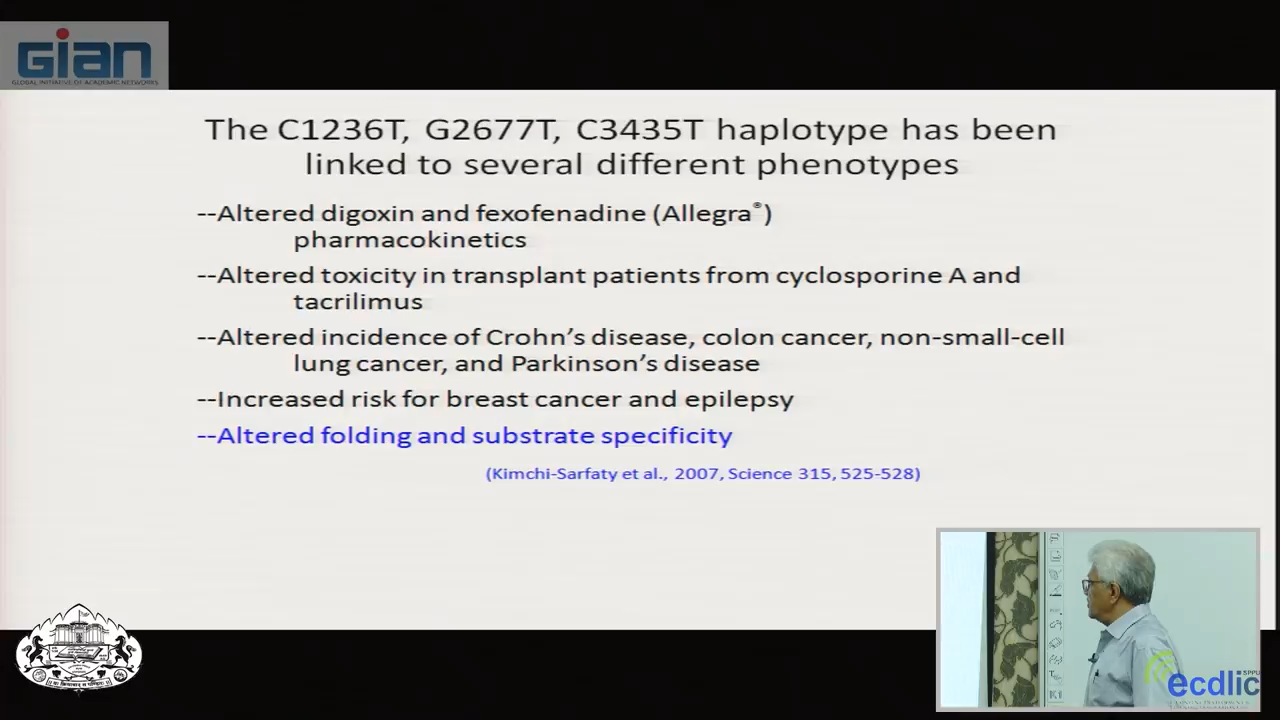 GIAN
GLOBAL INITIATIVE OF ACADEMIC NETWORKS
The C1236T, G2677T, C3435T haplotype has been
linked to several different phenotypes
--Altered digoxin and fexofenadine (Allegra®)
pharmacokinetics
--Altered toxicity in transplant patients from cyclosporine A and
tacrilimus
--Altered incidence of Crohn's disease, colon cancer, non-small-cell
lung cancer, and Parkinson's disease
--Increased risk for breast cancer and epilepsy
--Altered folding and substrate specificity
(Kimchi-Sarfaty et al., 2007, Science 315, 525-528)
SPPU
ecdlic